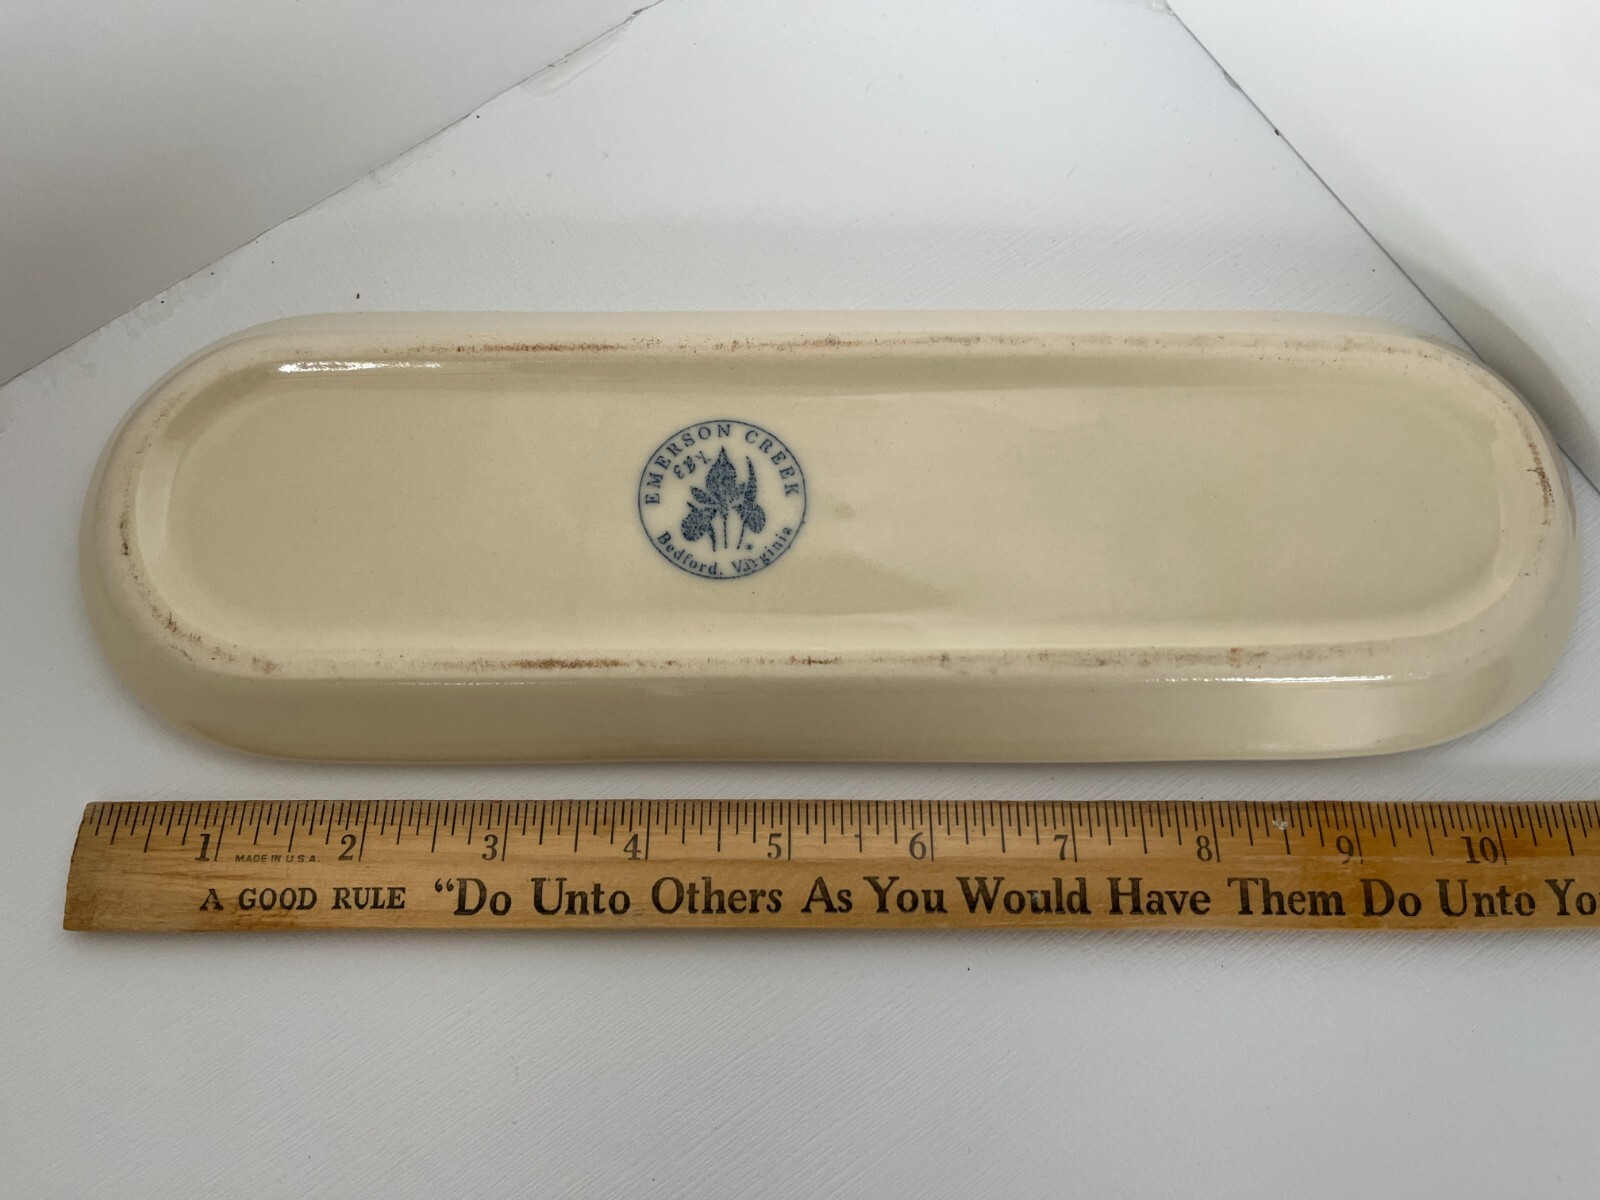 EMERSON CREEK
Bedford, Virginia
1 2 3 4 5 6 7 8 9 10
MADE IN U.S.A.
A GOOD RULE "Do Unto Others As You Would Have Them Do Unto Yo